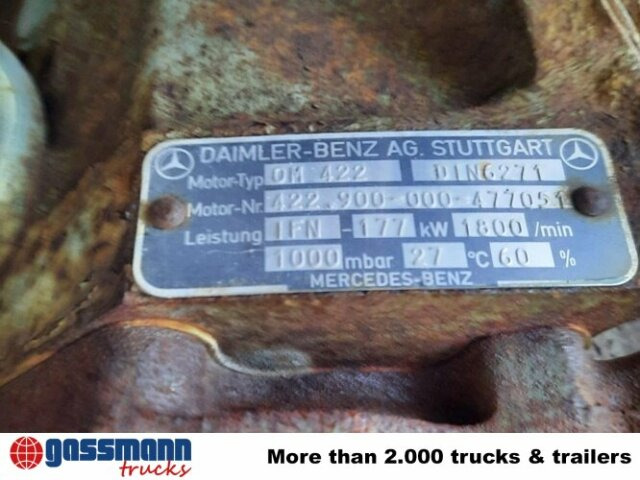 DAIMLER-BENZ AG. STUTTGART
Motor-Typ OM 422 DIN6271
Motor-Nr. 422.900-000-477051
Leistung IFN -177 kW 1800 /min
1000 mbar 27 °C 60 %
MERCEDES-BENZ
gassmann
trucks
More than 2.000 trucks & trailers